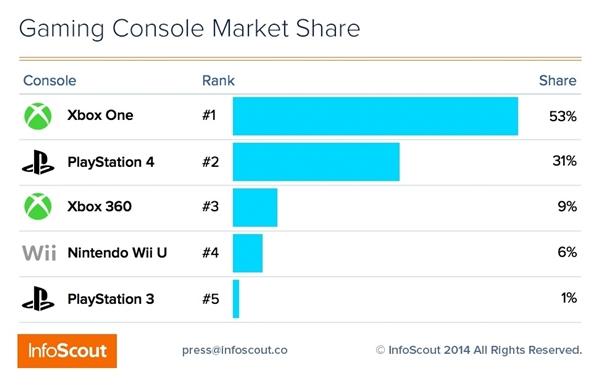 Gaming Console Market Share
Console Rank Share
Xbox One #1 53%
PlayStation 4 #2 31%
Xbox 360 #3 9%
Wii Nintendo Wii U #4 6%
PlayStation 3 #5 1%
InfoScout press@infoscout.co © InfoScout 2014 All Rights Reserved.